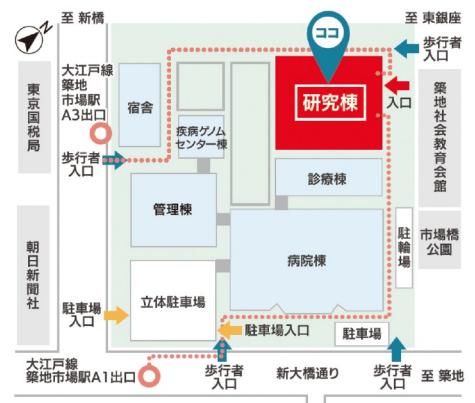 至 新橋
至 東銀座
N
ココ
歩行者
入口
大江戸線
築地
市場駅
A3出口
宿舎
東京国税局
疾病ゲノム
センター棟
研究棟
入口
築地社会教育会館
歩行者
入口
診療棟
管理棟
病院棟
駐輪場
市場橋
公園
朝日新聞社
立体駐車場
駐車場
入口
駐車場入口
駐車場
大江戸線
築地市場駅A1出口
歩行者
入口
新大橋通り
歩行者
入口
至 築地